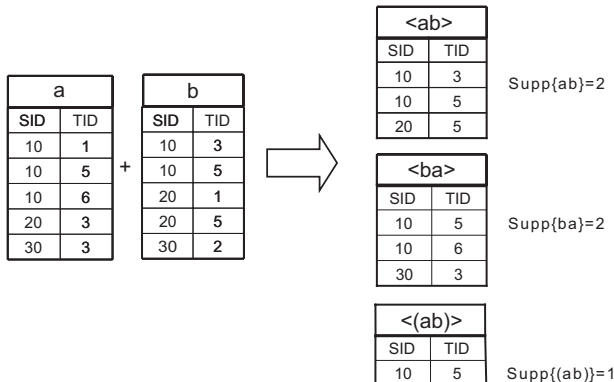 a
SID TID
10 1
10 5
10 6
20 3
30 3
+
b
SID TID
10 3
10 5
20 1
20 5
30 2
<ab>
SID TID
10 3
10 5
20 5
Supp{ab}=2
<ba>
SID TID
10 5
10 6
30 3
Supp{ba}=2
<(ab)>
SID TID
10 5
Supp{(ab)}=1